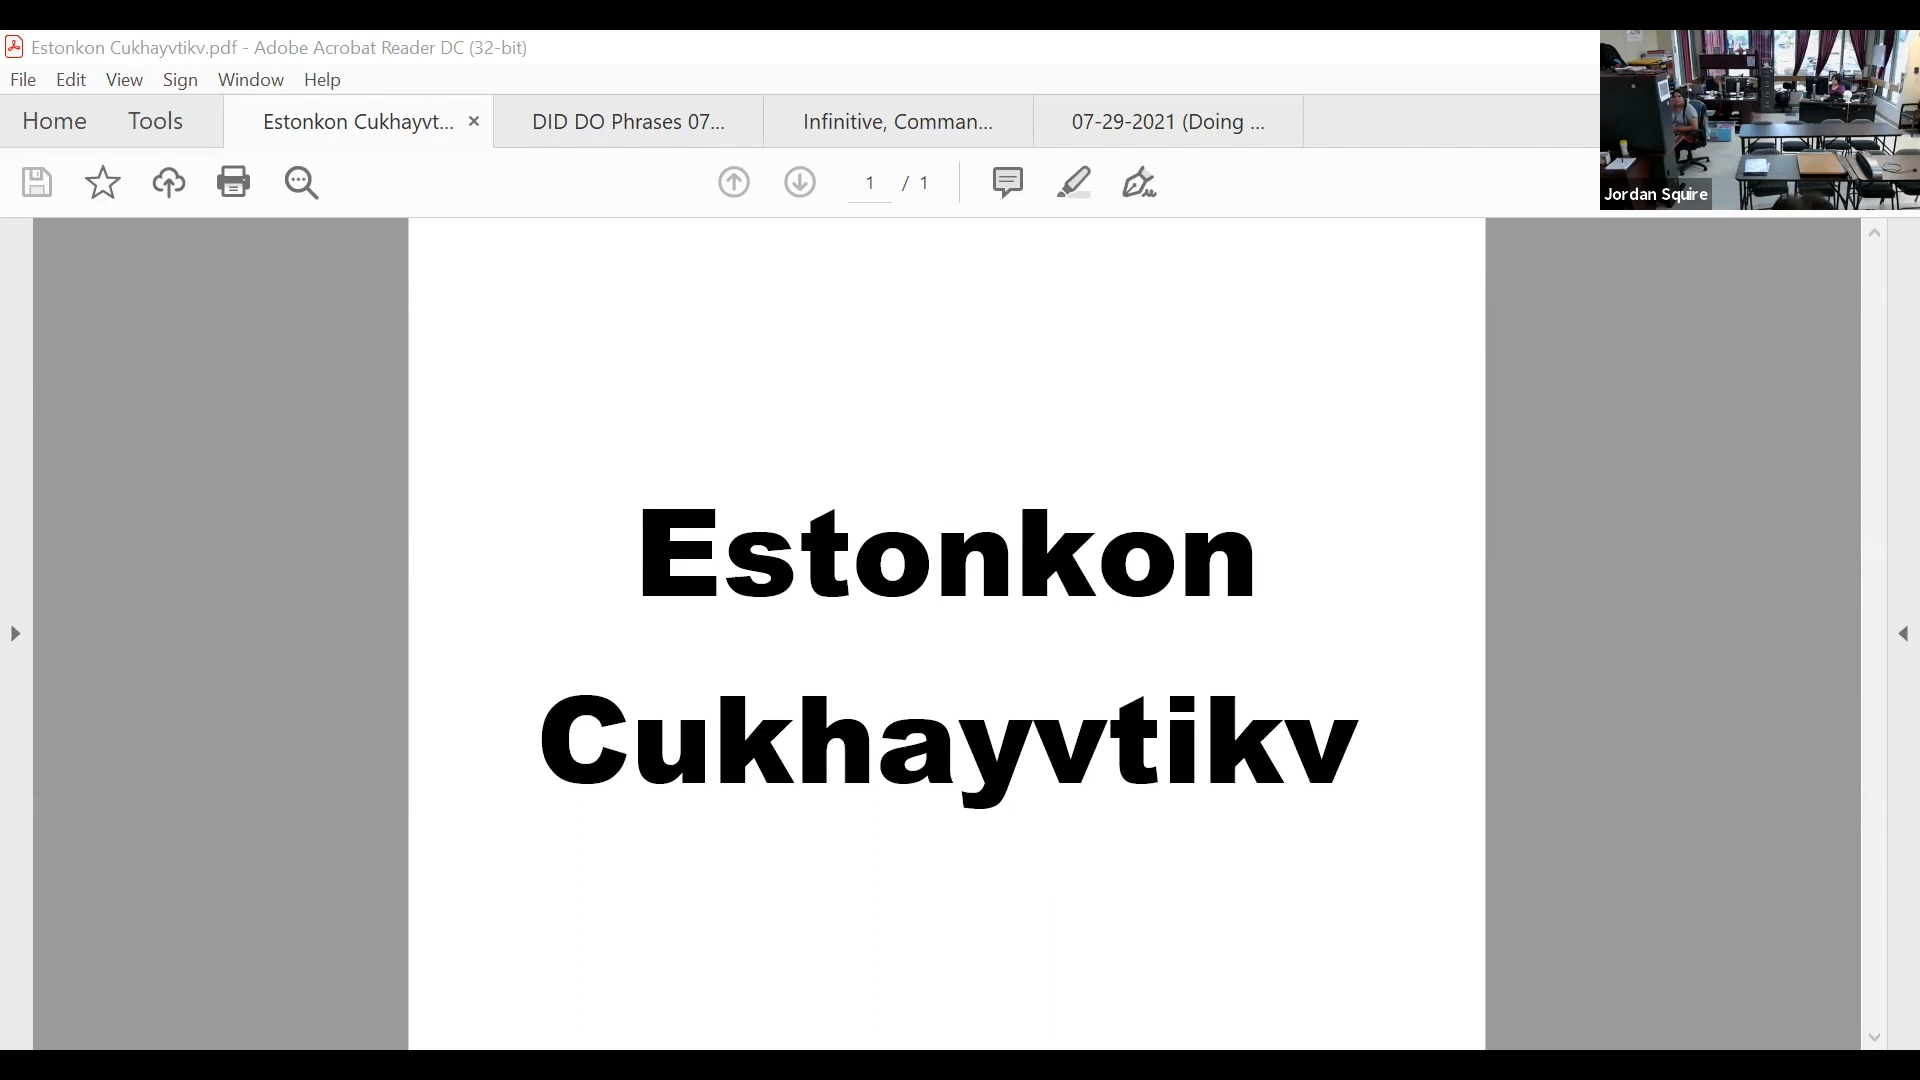 Estonkon Cukhayvtikv.pdf - Adobe Acrobat Reader DC (32-bit)
File Edit View Sign Window Help
Home Tools Estonkon Cukhayvt... × DID DO Phrases 07... Infinitive, Comman... 07-29-2021 (Doing ...
1 / 1
Jordan Squire
Estonkon
Cukhayvtikv